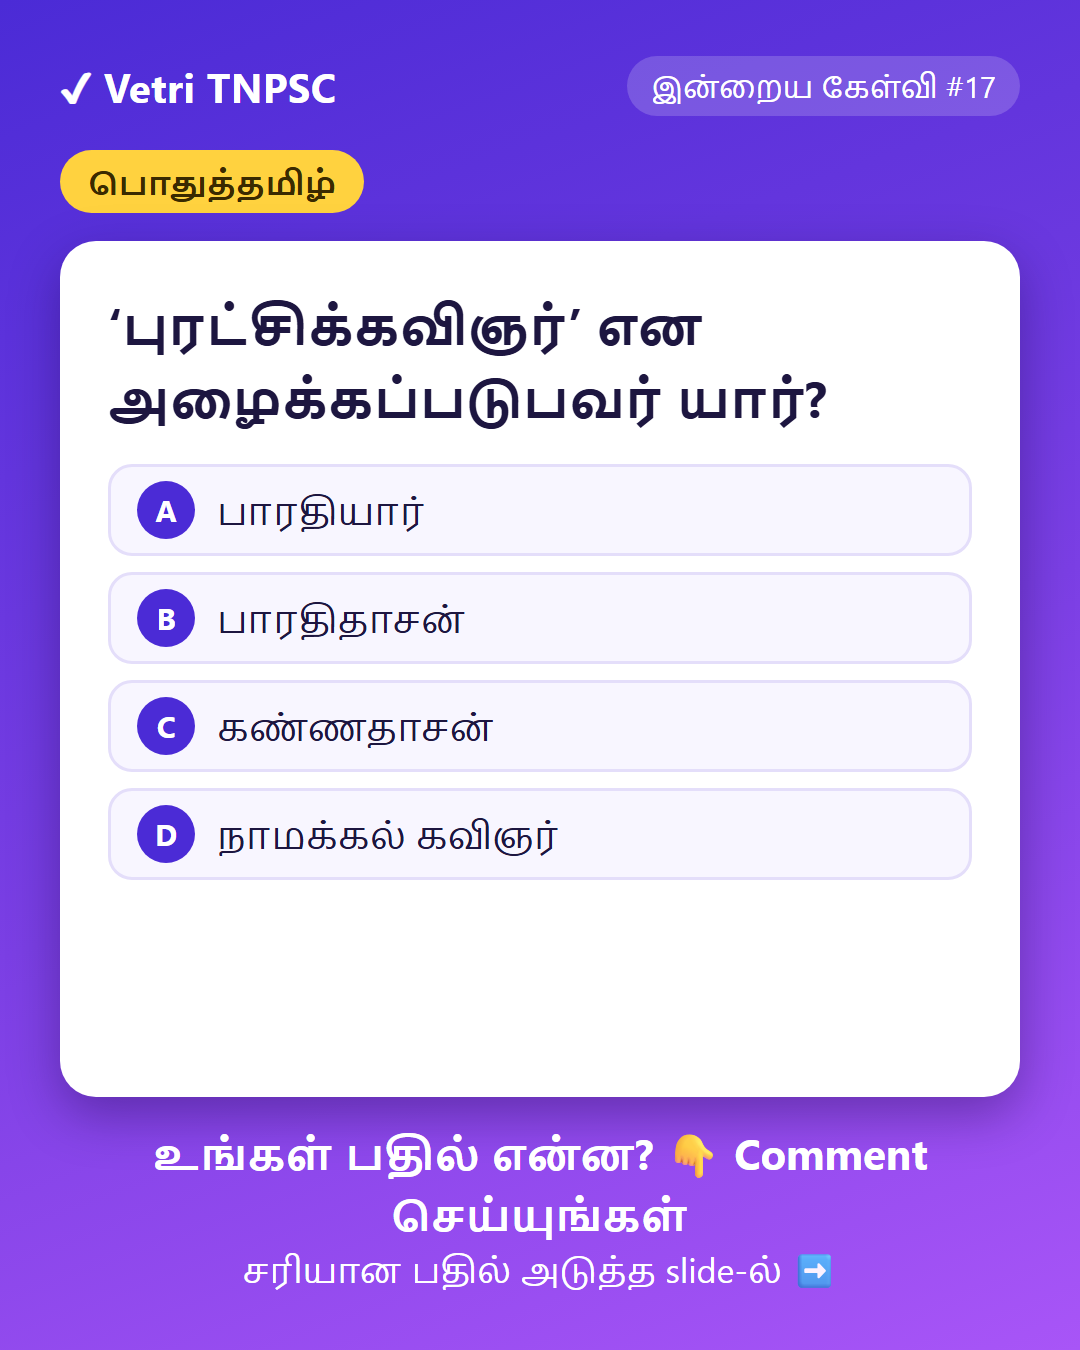 ✓ Vetri TNPSC
இன்றைய கேள்வி #17
பொதுத்தமிழ்
‘புரட்சிக்கவிஞர்’ என
அழைக்கப்படுபவர் யார்?
A பாரதியார்
B பாரதிதாசன்
C கண்ணதாசன்
D நாமக்கல் கவிஞர்
உங்கள் பதில் என்ன? 👇 Comment
செய்யுங்கள்
சரியான பதில் அடுத்த slide-ல் ➡️